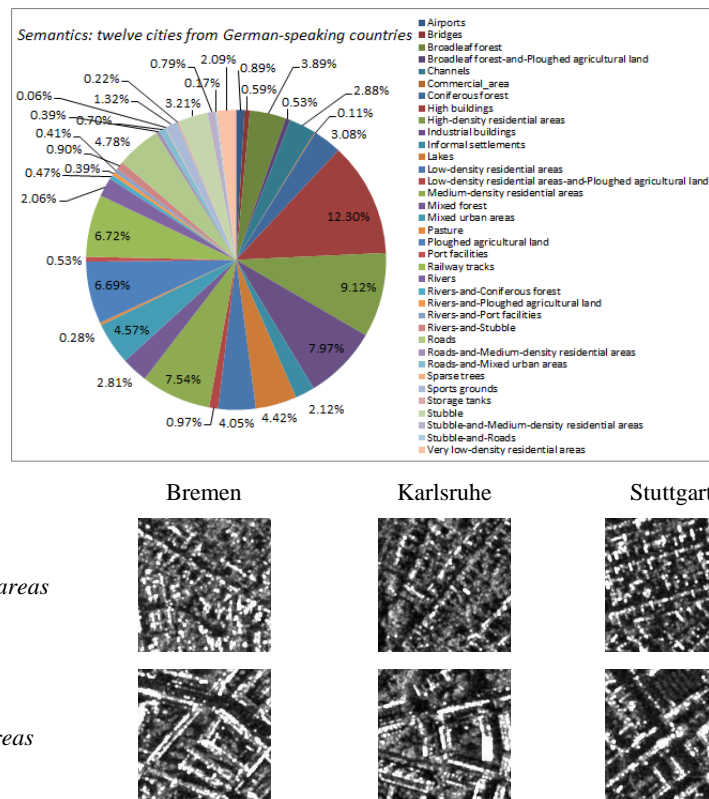 Semantics: twelve cities from German-speaking countries
0.79%
2.09%
0.89%
0.22%
0.17%
0.59%
3.89%
0.06%
1.32%
3.21%
0.53%
2.88%
0.39%
0.70%
0.11%
0.41%
4.78%
3.08%
0.90%
0.47%
0.39%
2.06%
12.30%
6.72%
9.12%
0.53%
6.69%
7.97%
4.57%
0.28%
2.81%
7.54%
2.12%
0.97%
4.05%
4.42%
Airports
Bridges
Broadleaf forest
Broadleaf forest-and-Ploughed agricultural land
Channels
Commercial_area
Coniferous forest
High buildings
High-density residential areas
Industrial buildings
Informal settlements
Lakes
Low-density residential areas
Low-density residential areas-and-Ploughed agricultural land
Medium-density residential areas
Mixed forest
Mixed urban areas
Pasture
Ploughed agricultural land
Port facilities
Railway tracks
Rivers
Rivers-and-Coniferous forest
Rivers-and-Ploughed agricultural land
Rivers-and-Port facilities
Rivers-and-Stubble
Roads
Roads-and-Medium-density residential areas
Roads-and-Mixed urban areas
Sparse trees
Sports grounds
Storage tanks
Stubble
Stubble-and-Medium-density residential areas
Stubble-and-Roads
Very low-density residential areas
Bremen Karlsruhe Stuttgart
areas
reas